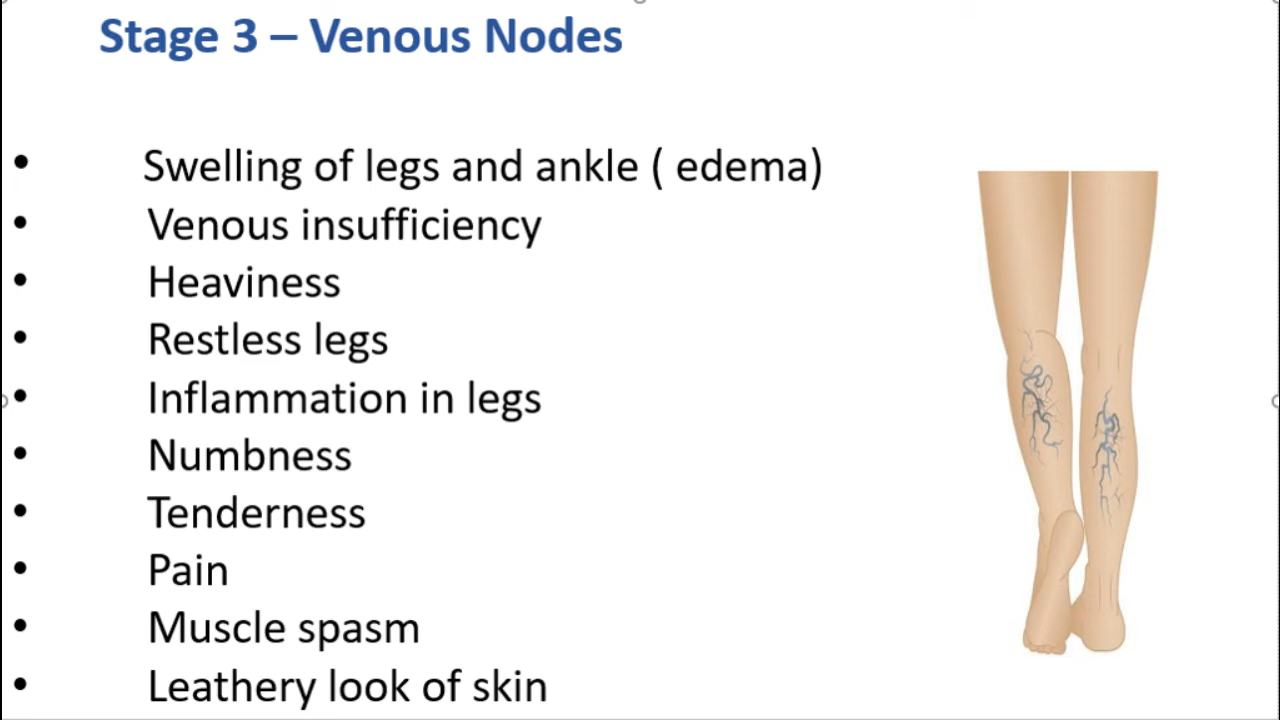 Stage 3 – Venous Nodes
• Swelling of legs and ankle ( edema)
• Venous insufficiency
• Heaviness
• Restless legs
• Inflammation in legs
• Numbness
• Tenderness
• Pain
• Muscle spasm
• Leathery look of skin